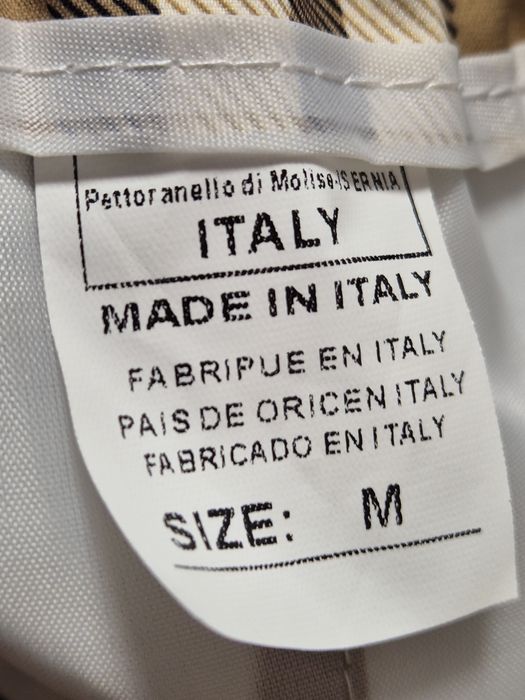 Pettoranello di Molise-ISERNIA
ITALY
MADE IN ITALY
FABRIPUE EN ITALY
PAIS DE ORICEN ITALY
FABRICADO EN ITALY
SIZE: M